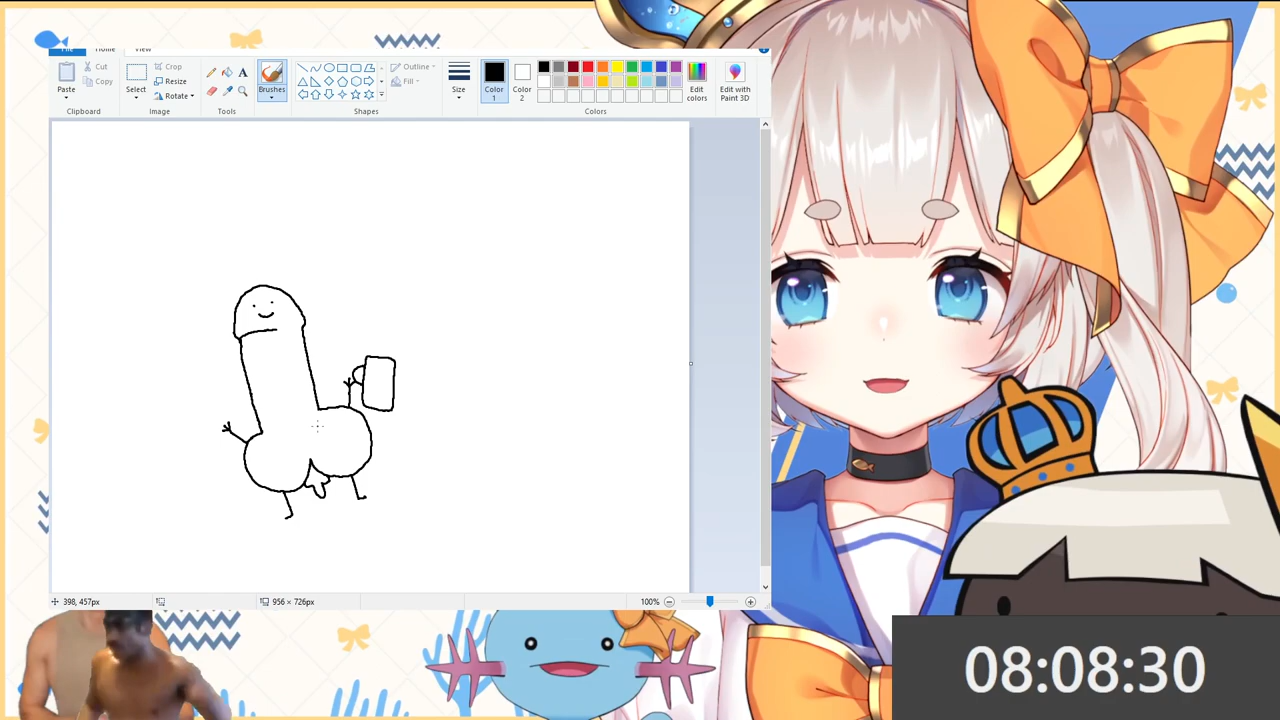 File Home View
Cut
Copy
Paste
Clipboard
Select
Crop
Resize
Rotate
Image
A
Tools
Brushes
Outline
Fill
Shapes
Size
Color
1
Color
2
Edit
colors
Edit with
Paint 3D
Colors
398, 457px
956 × 726px
100%
08:08:30